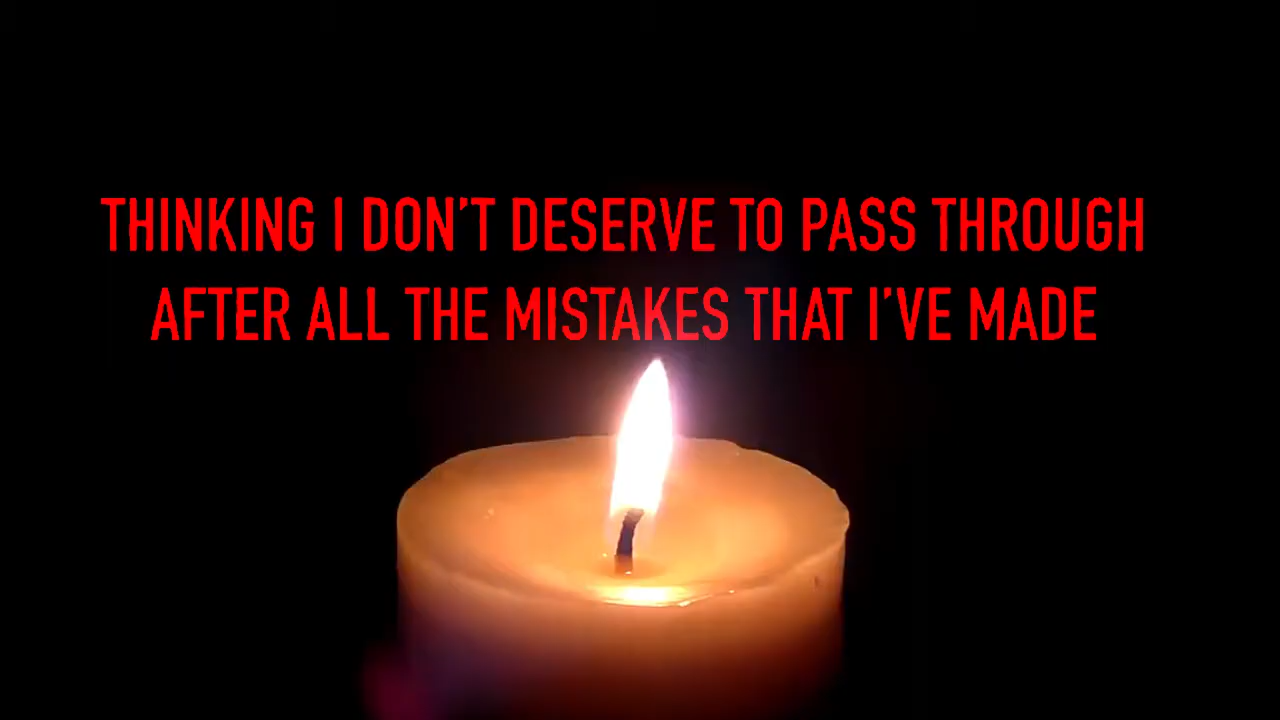 THINKING I DON’T DESERVE TO PASS THROUGH
AFTER ALL THE MISTAKES THAT I’VE MADE